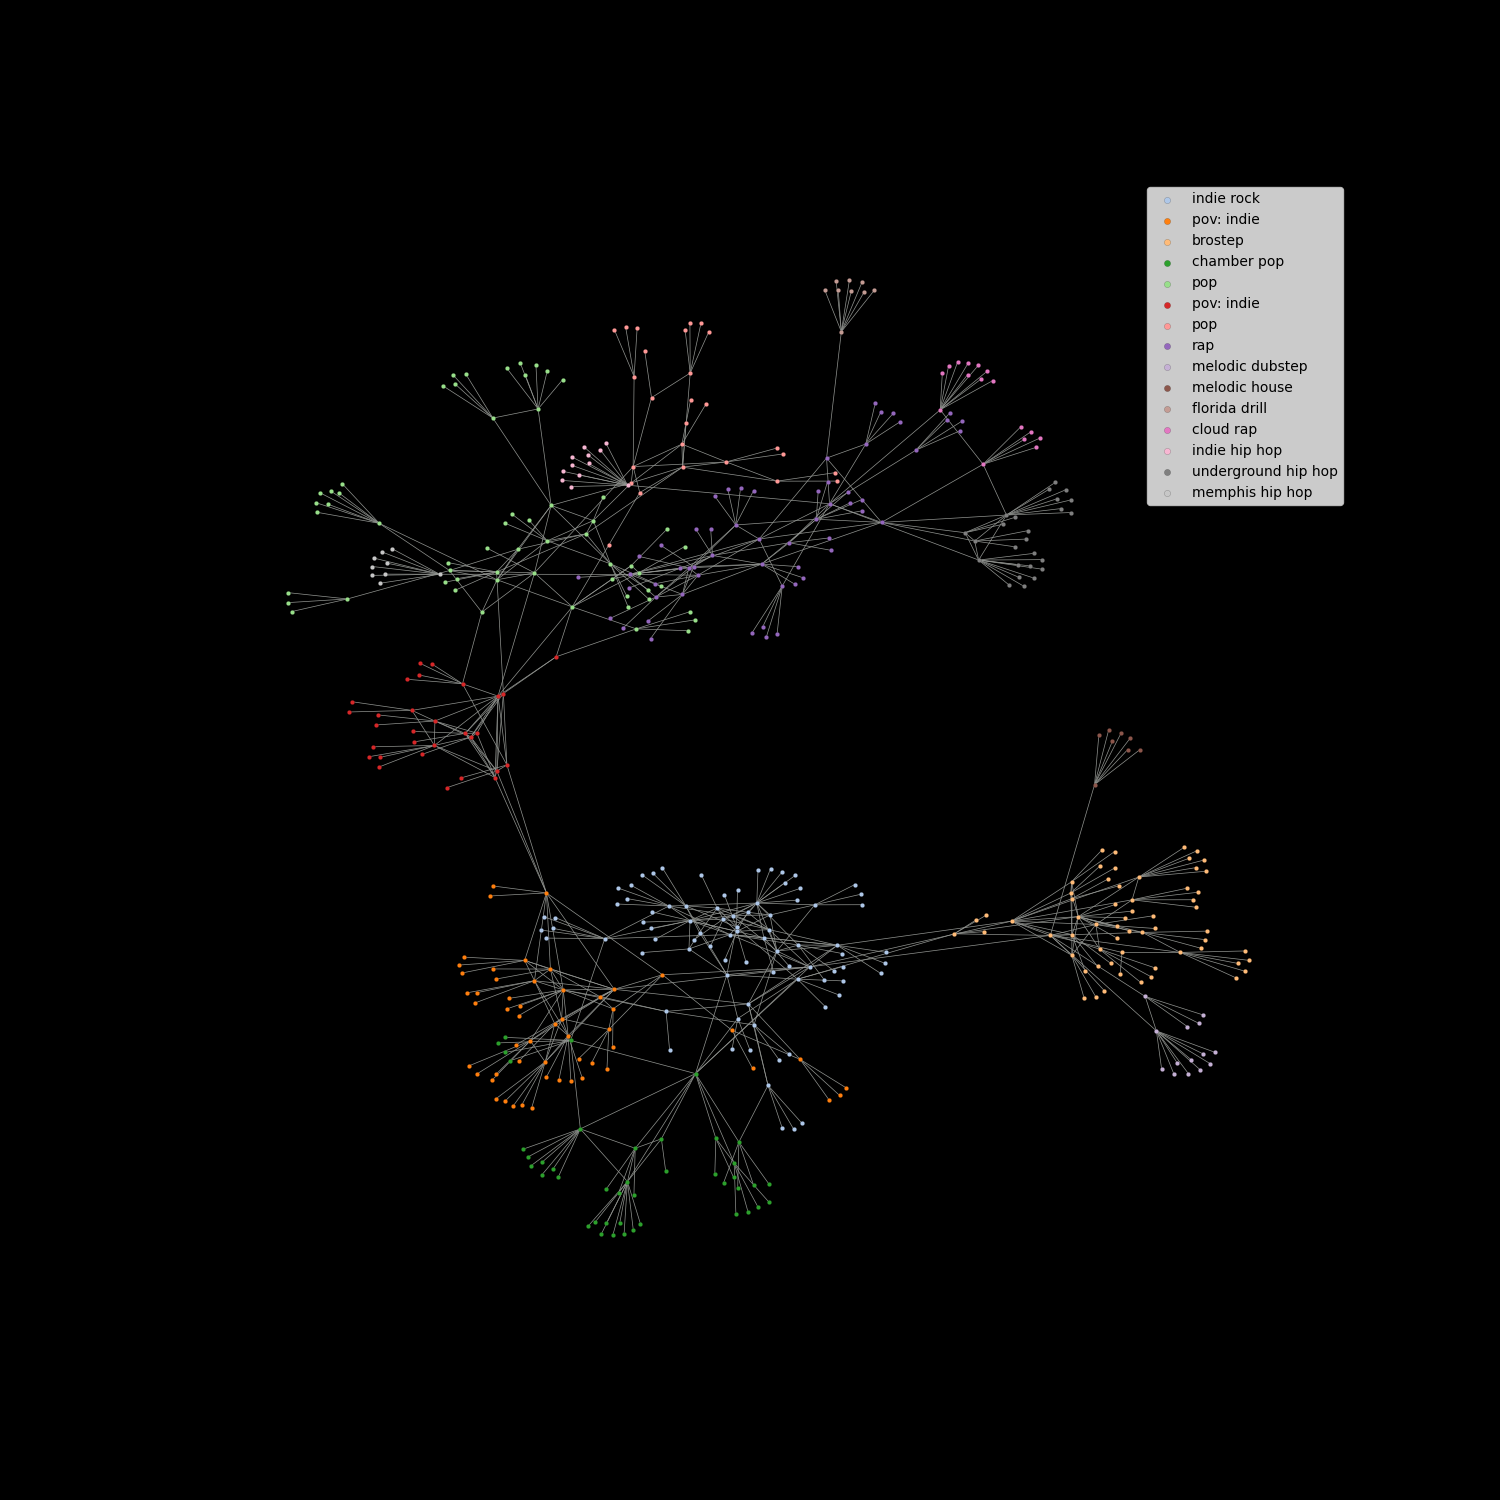 indie rock
pov: indie
brostep
chamber pop
pop
pov: indie
pop
rap
melodic dubstep
melodic house
florida drill
cloud rap
indie hip hop
underground hip hop
memphis hip hop